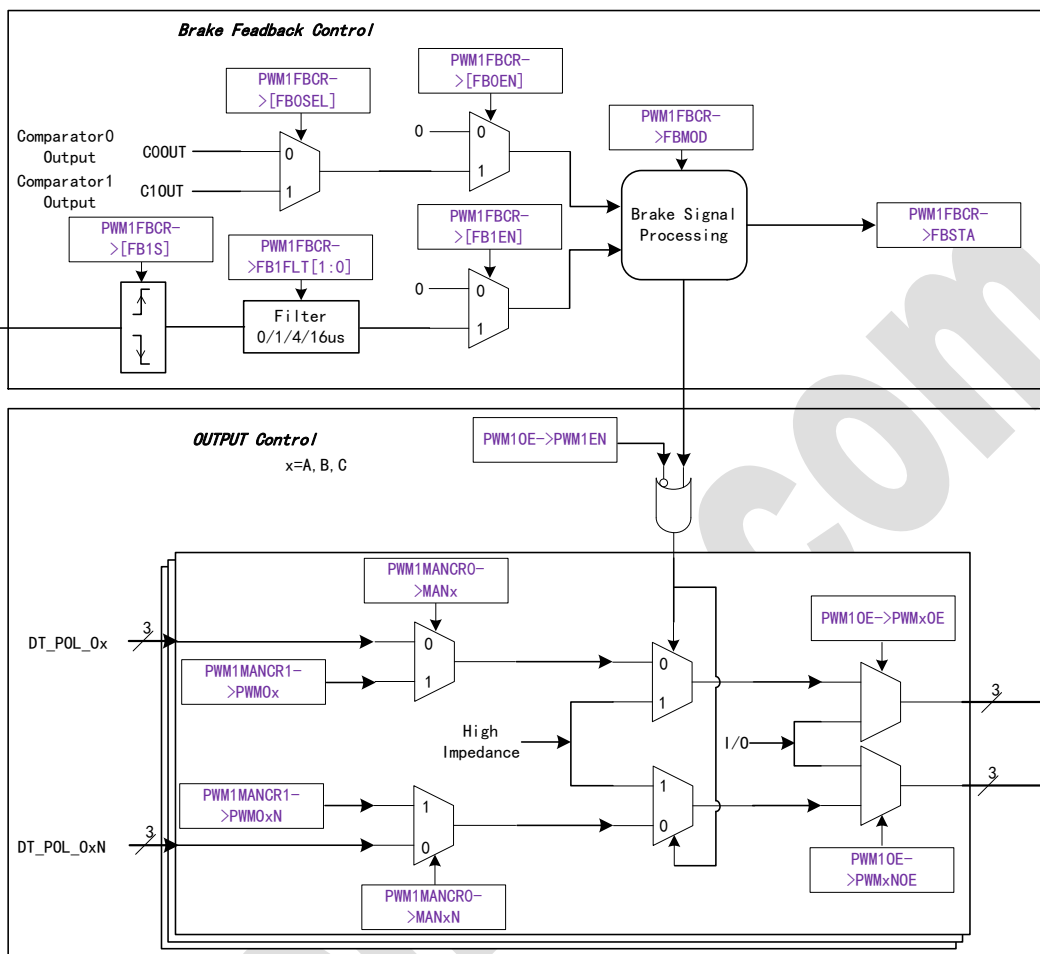 Brake Feadback Control
PWM1FBCR-
>[FB0SEL]
PWM1FBCR-
>[FB0EN]
PWM1FBCR-
>FBMOD
Comparator0
Output
C0OUT
0
Comparator1
Output
C1OUT
1
0
0
1
PWM1FBCR-
>[FB1S]
PWM1FBCR-
>FB1FLT[1:0]
PWM1FBCR-
>[FB1EN]
Brake Signal
Processing
PWM1FBCR-
>FBSTA
Filter
0/1/4/16us
0
0
1
OUTPUT Control
x=A,B,C
PWM1OE->PWM1EN
PWM1MANCR0-
>MANx
PWM1OE->PWMxOE
DT_POL_Ox
3
0
PWM1MANCR1-
>PWMOx
1
0
1
3
High
Impedance
I/O
PWM1MANCR1-
>PWMOxN
1
1
0
3
DT_POL_OxN
3
0
PWM1MANCR0-
>MANxN
PWM1OE-
>PWMxNOE
com